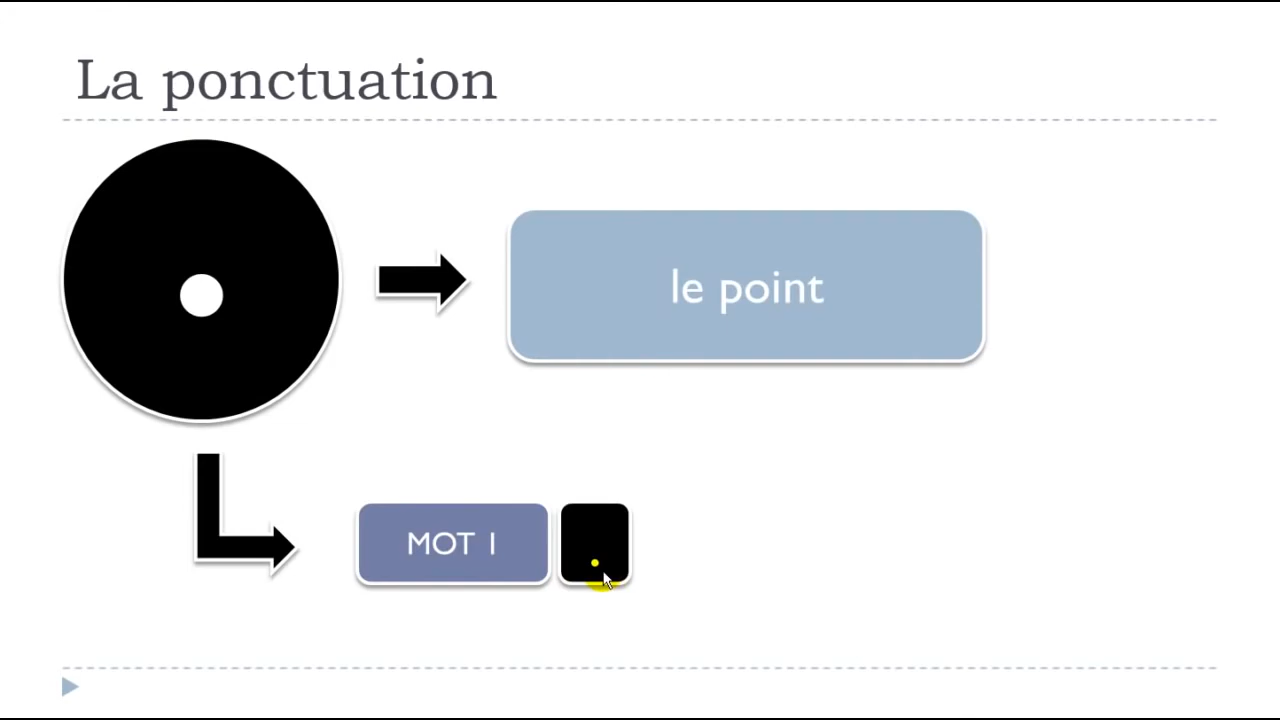 La ponctuation
.
le point
MOT 1
.